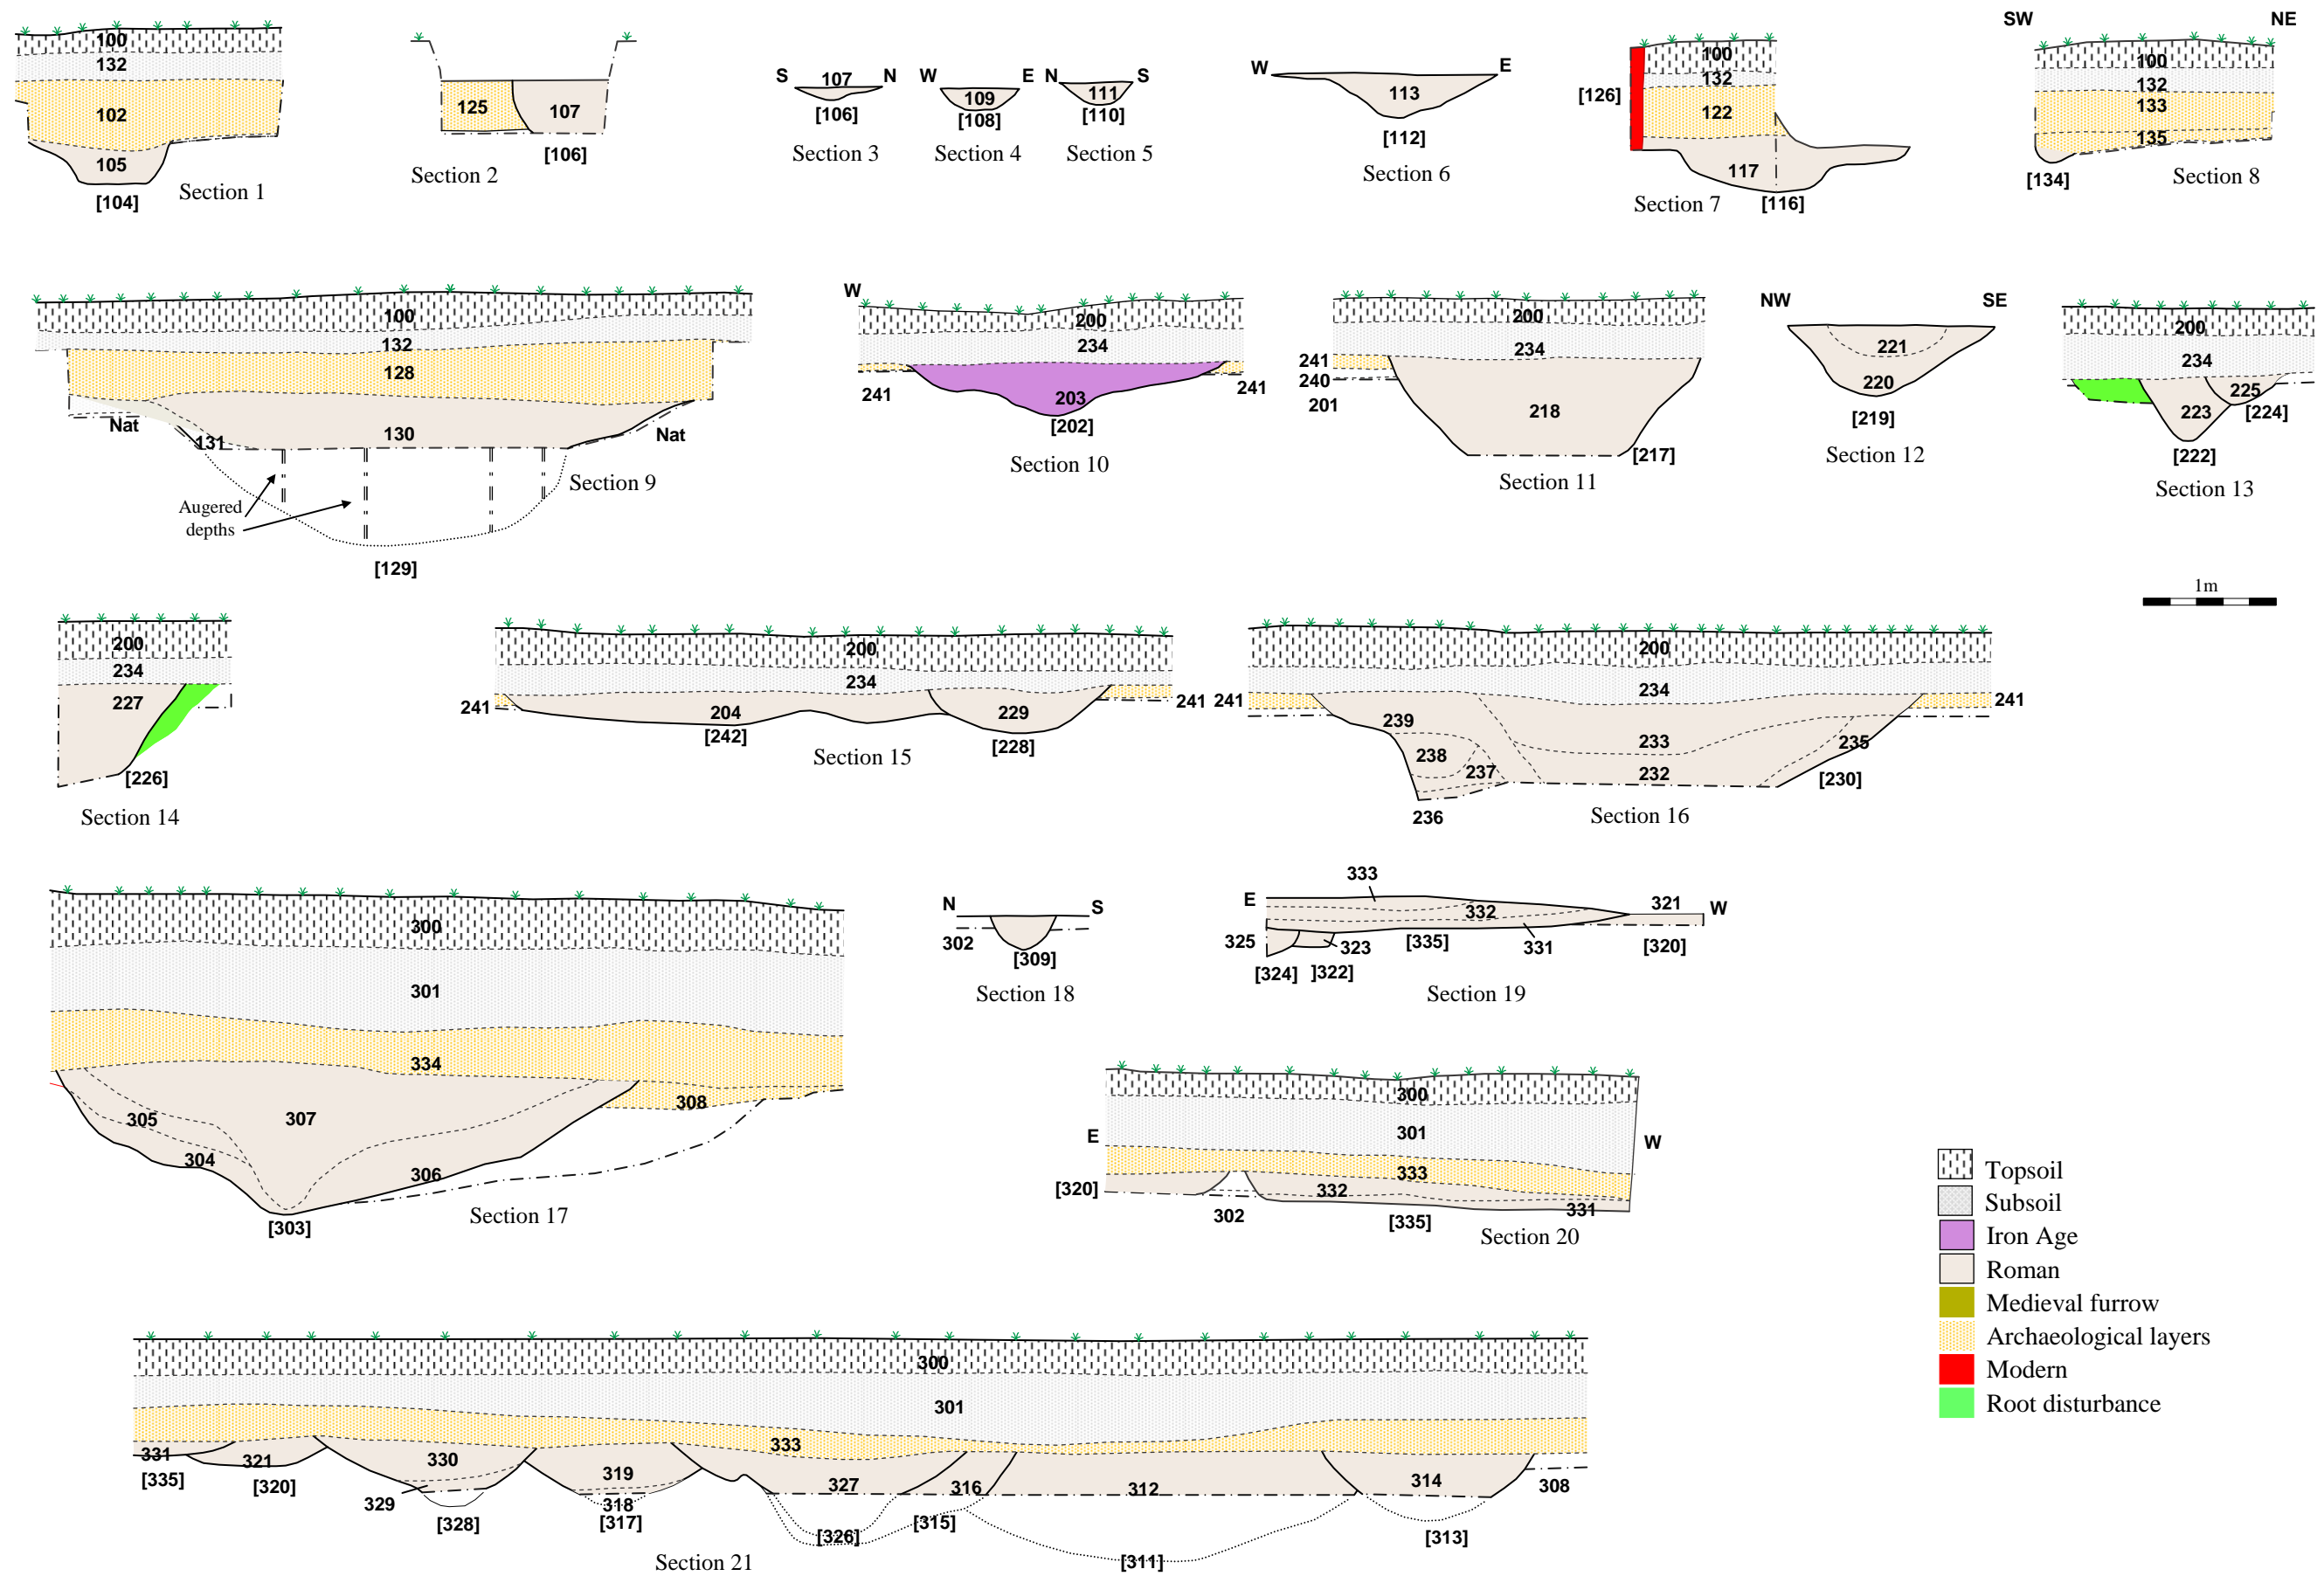 100
132
102
105
[104]
Section 1
125
107
[106]
Section 2
S 107 N
[106]
Section 3
W E
109
[108]
Section 4
N S
111
[110]
Section 5
W E
113
[112]
Section 6
100
132
[126]
122
117
[116]
Section 7
SW NE
100
132
133
135
[134]
Section 8
100
132
128
Nat
131
130
Nat
Section 9
Augered
depths
[129]
W
200
234
241
203
241
[202]
Section 10
200
234
241
240
201
218
[217]
Section 11
NW SE
221
220
[219]
Section 12
200
234
225
223
[224]
[222]
Section 13
1m
200
234
227
[226]
Section 14
200
234
241
204
229
241
[242]
[228]
Section 15
200
234
241
241
239
233
235
238
237
232
[230]
236
Section 16
300
301
334
308
305
307
304
306
[303]
Section 17
N S
302
[309]
Section 18
333
E
332
321
W
325
323
[335]
331
[320]
[324]
]322]
Section 19
300
301
E
W
333
[320]
332
302
[335]
331
Section 20
Topsoil
Subsoil
Iron Age
Roman
Medieval furrow
Archaeological layers
Modern
Root disturbance
300
301
333
331
321
330
319
327
316
312
314
308
[335]
[320]
329
318
[328]
[317]
[326]
[315]
[311]
[313]
Section 21